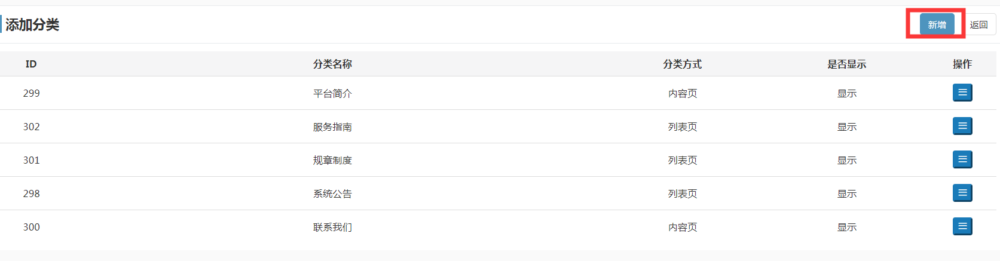 添加分类
新增 返回
ID 分类名称 分类方式 是否显示 操作
299 平台简介 内容页 显示
302 服务指南 列表页 显示
301 规章制度 列表页 显示
298 系统公告 列表页 显示
300 联系我们 内容页 显示